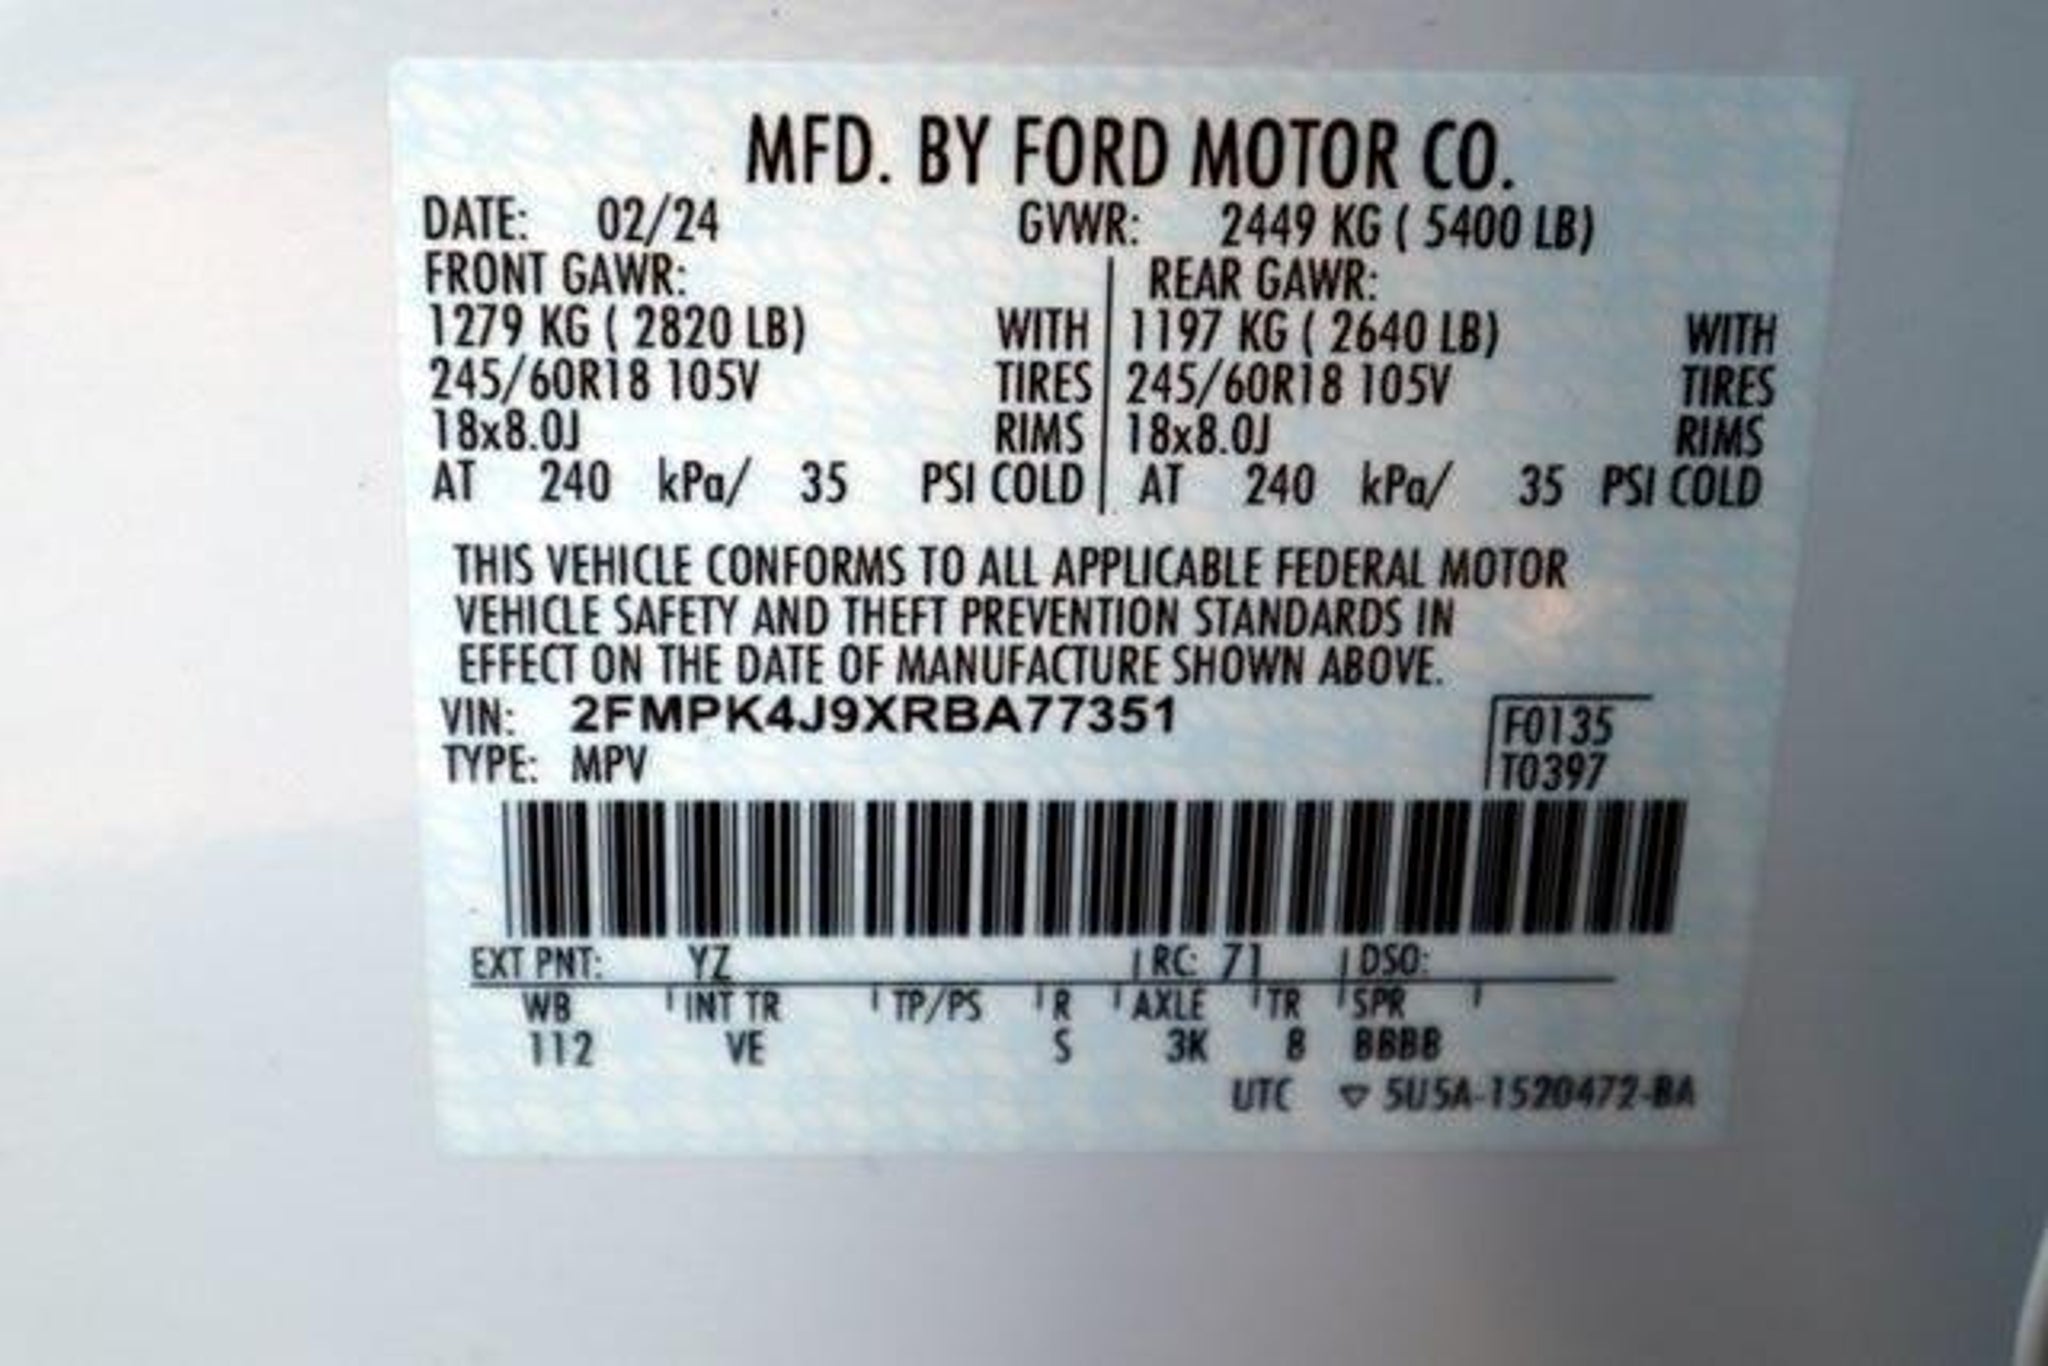 MFD. BY FORD MOTOR CO.
DATE: 02/24 GVWR: 2449 KG ( 5400 LB)
FRONT GAWR: REAR GAWR:
1279 KG ( 2820 LB) WITH 1197 KG ( 2640 LB) WITH
245/60R18 105V TIRES 245/60R18 105V TIRES
18x8.0J RIMS 18x8.0J RIMS
AT 240 kPa/ 35 PSI COLD AT 240 kPa/ 35 PSI COLD
THIS VEHICLE CONFORMS TO ALL APPLICABLE FEDERAL MOTOR
VEHICLE SAFETY AND THEFT PREVENTION STANDARDS IN
EFFECT ON THE DATE OF MANUFACTURE SHOWN ABOVE.
VIN: 2FMPK4J9XRBA77351 F0135
TYPE: MPV T0397
EXT PNT: YZ RC: 71 DSO:
WB INT TR TP/PS R AXLE TR SPR
112 VE S 3K 8 BBBB
UTC ▽ 5U5A-1520472-BA